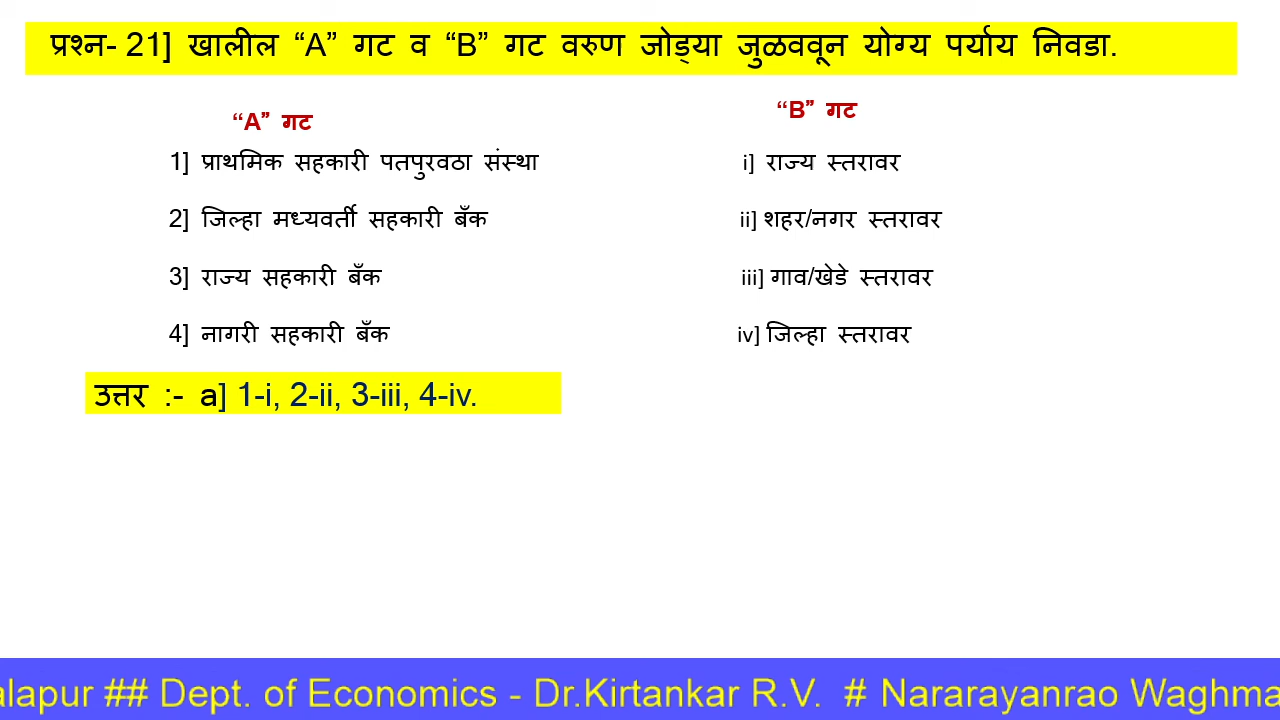 प्रश्न- 21] खालील “A” गट व “B” गट वरुण जोड्या जुळववून योग्य पर्याय निवडा.
“A” गट
“B” गट
1] प्राथमिक सहकारी पतपुरवठा संस्था
i] राज्य स्तरावर
2] जिल्हा मध्यवर्ती सहकारी बँक
ii] शहर/नगर स्तरावर
3] राज्य सहकारी बँक
iii] गाव/खेडे स्तरावर
4] नागरी सहकारी बँक
iv] जिल्हा स्तरावर
उत्तर :- a] 1-i, 2-ii, 3-iii, 4-iv.
alapur ## Dept. of Economics - Dr.Kirtankar R.V. # Nararayanrao Waghma